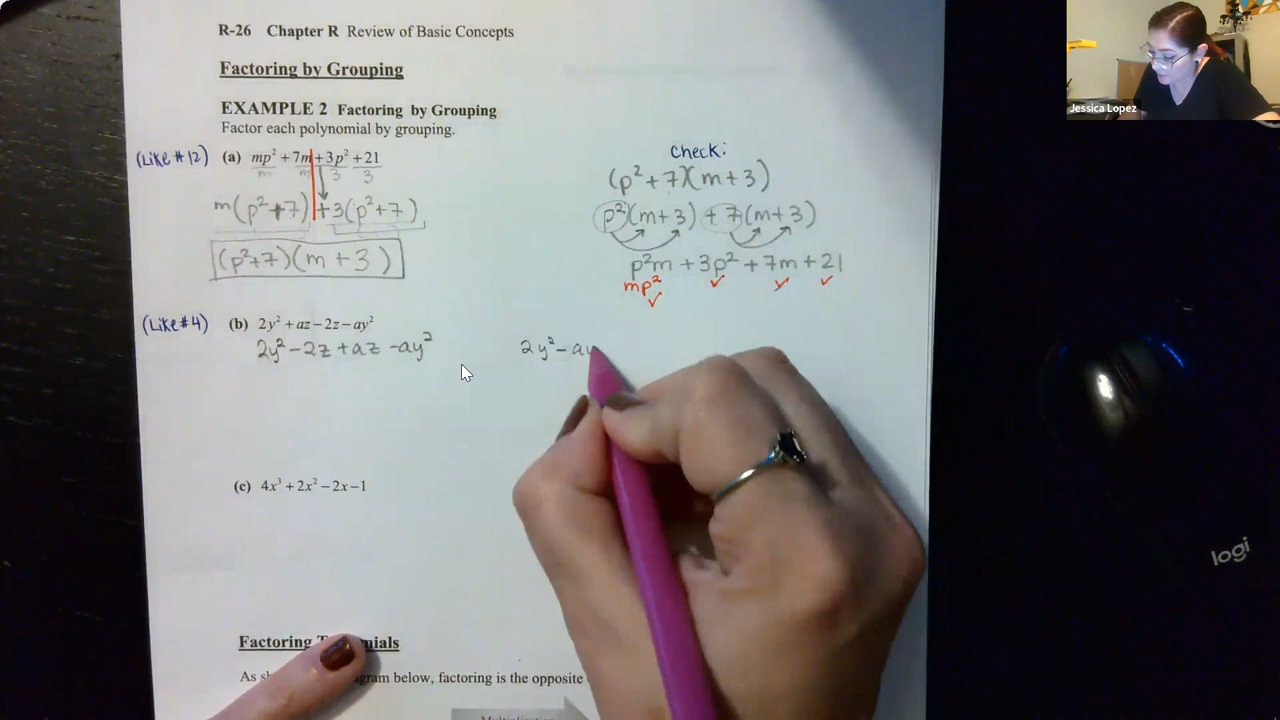 R-26 Chapter R Review of Basic Concepts
Factoring by Grouping
EXAMPLE 2 Factoring by Grouping
Factor each polynomial by grouping.
(Like #12) (a) mp² + 7m + 3p² + 21
m m 3 3
m(p² + 7) + 3(p² + 7)
(p² + 7)(m + 3)
check:
(p² + 7)(m + 3)
p²(m + 3) + 7(m + 3)
p²m + 3p² + 7m + 21
mp² ✓ ✓ ✓ ✓
(Like #4) (b) 2y² + az − 2z − ay²
2y² − 2z + az − ay²
2y² − ay
(c) 4x³ + 2x² − 2x − 1
Factoring
As
gram below, factoring is the opposite
Jessica Lopez
logi